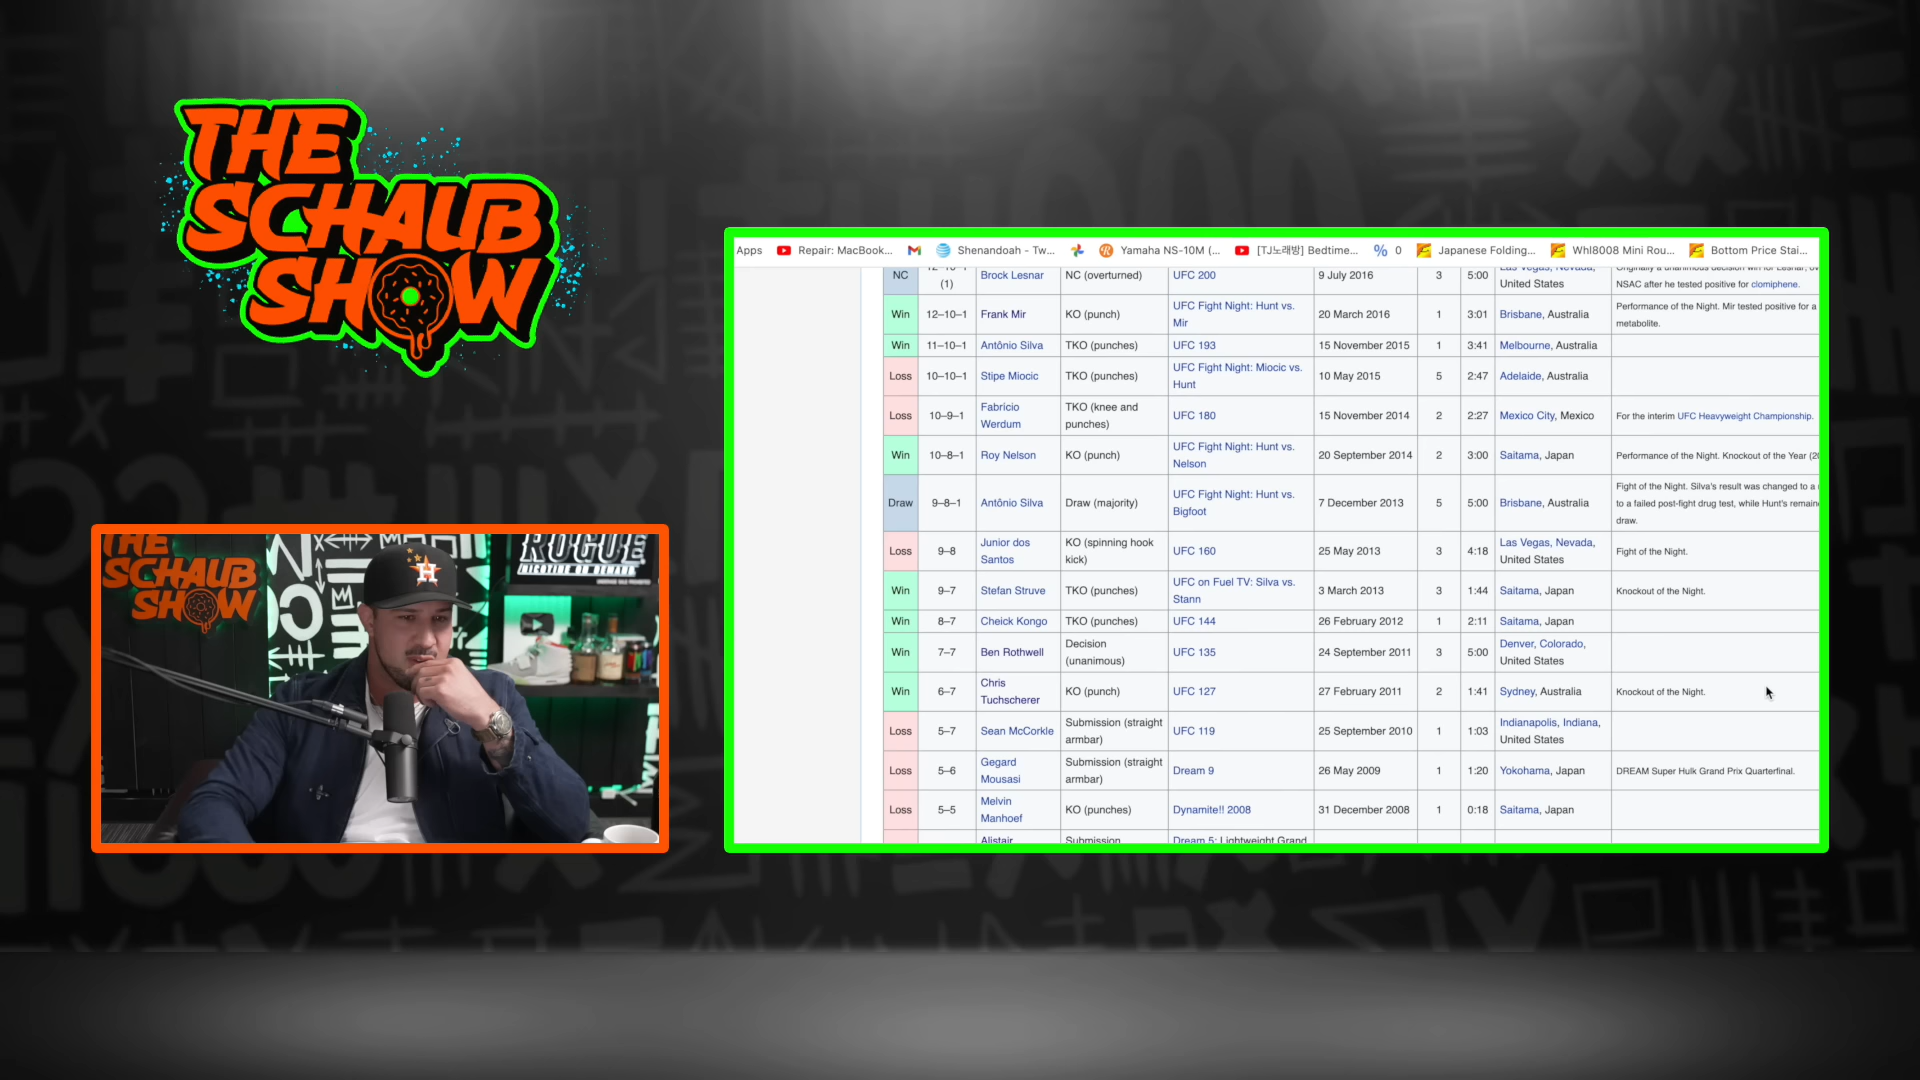 THE
SCHAUB
SHOW
THE
SCHAUB
SHOW
H
ROGUE
NICOTINE ON DEMAND
Apps Repair: MacBook... Shenandoah - Tw... Yamaha NS-10M (... [TJ노래방] Bedtime... 0 Japanese Folding... Whl8008 Mini Rou... Bottom Price Stai...
NC (1) Brock Lesnar NC (overturned) UFC 200 9 July 2016 3 5:00 Las Vegas, Nevada, United States NSAC after he tested positive for clomiphene.
Win 12–10–1 Frank Mir KO (punch) UFC Fight Night: Hunt vs. Mir 20 March 2016 1 3:01 Brisbane, Australia Performance of the Night. Mir tested positive for a metabolite.
Win 11–10–1 Antônio Silva TKO (punches) UFC 193 15 November 2015 1 3:41 Melbourne, Australia
Loss 10–10–1 Stipe Miocic TKO (punches) UFC Fight Night: Miocic vs. Hunt 10 May 2015 5 2:47 Adelaide, Australia
Loss 10–9–1 Fabrício Werdum TKO (knee and punches) UFC 180 15 November 2014 2 2:27 Mexico City, Mexico For the interim UFC Heavyweight Championship.
Win 10–8–1 Roy Nelson KO (punch) UFC Fight Night: Hunt vs. Nelson 20 September 2014 2 3:00 Saitama, Japan Performance of the Night. Knockout of the Year (20
Draw 9–8–1 Antônio Silva Draw (majority) UFC Fight Night: Hunt vs. Bigfoot 7 December 2013 5 5:00 Brisbane, Australia Fight of the Night. Silva's result was changed to a to a failed post-fight drug test, while Hunt's remain draw.
Loss 9–8 Junior dos Santos KO (spinning hook kick) UFC 160 25 May 2013 3 4:18 Las Vegas, Nevada, United States Fight of the Night.
Win 9–7 Stefan Struve TKO (punches) UFC on Fuel TV: Silva vs. Stann 3 March 2013 3 1:44 Saitama, Japan Knockout of the Night.
Win 8–7 Cheick Kongo TKO (punches) UFC 144 26 February 2012 1 2:11 Saitama, Japan
Win 7–7 Ben Rothwell Decision (unanimous) UFC 135 24 September 2011 3 5:00 Denver, Colorado, United States
Win 6–7 Chris Tuchscherer KO (punch) UFC 127 27 February 2011 2 1:41 Sydney, Australia Knockout of the Night.
Loss 5–7 Sean McCorkle Submission (straight armbar) UFC 119 25 September 2010 1 1:03 Indianapolis, Indiana, United States
Loss 5–6 Gegard Mousasi Submission (straight armbar) Dream 9 26 May 2009 1 1:20 Yokohama, Japan DREAM Super Hulk Grand Prix Quarterfinal.
Loss 5–5 Melvin Manhoef KO (punches) Dynamite!! 2008 31 December 2008 1 0:18 Saitama, Japan
Alistair Submission Dream 5: Lightweight Grand